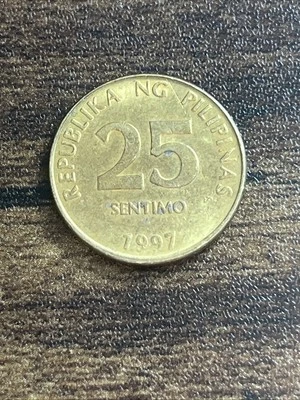 REPUBLIKA NG PILIPINAS
25
SENTIMO
1997